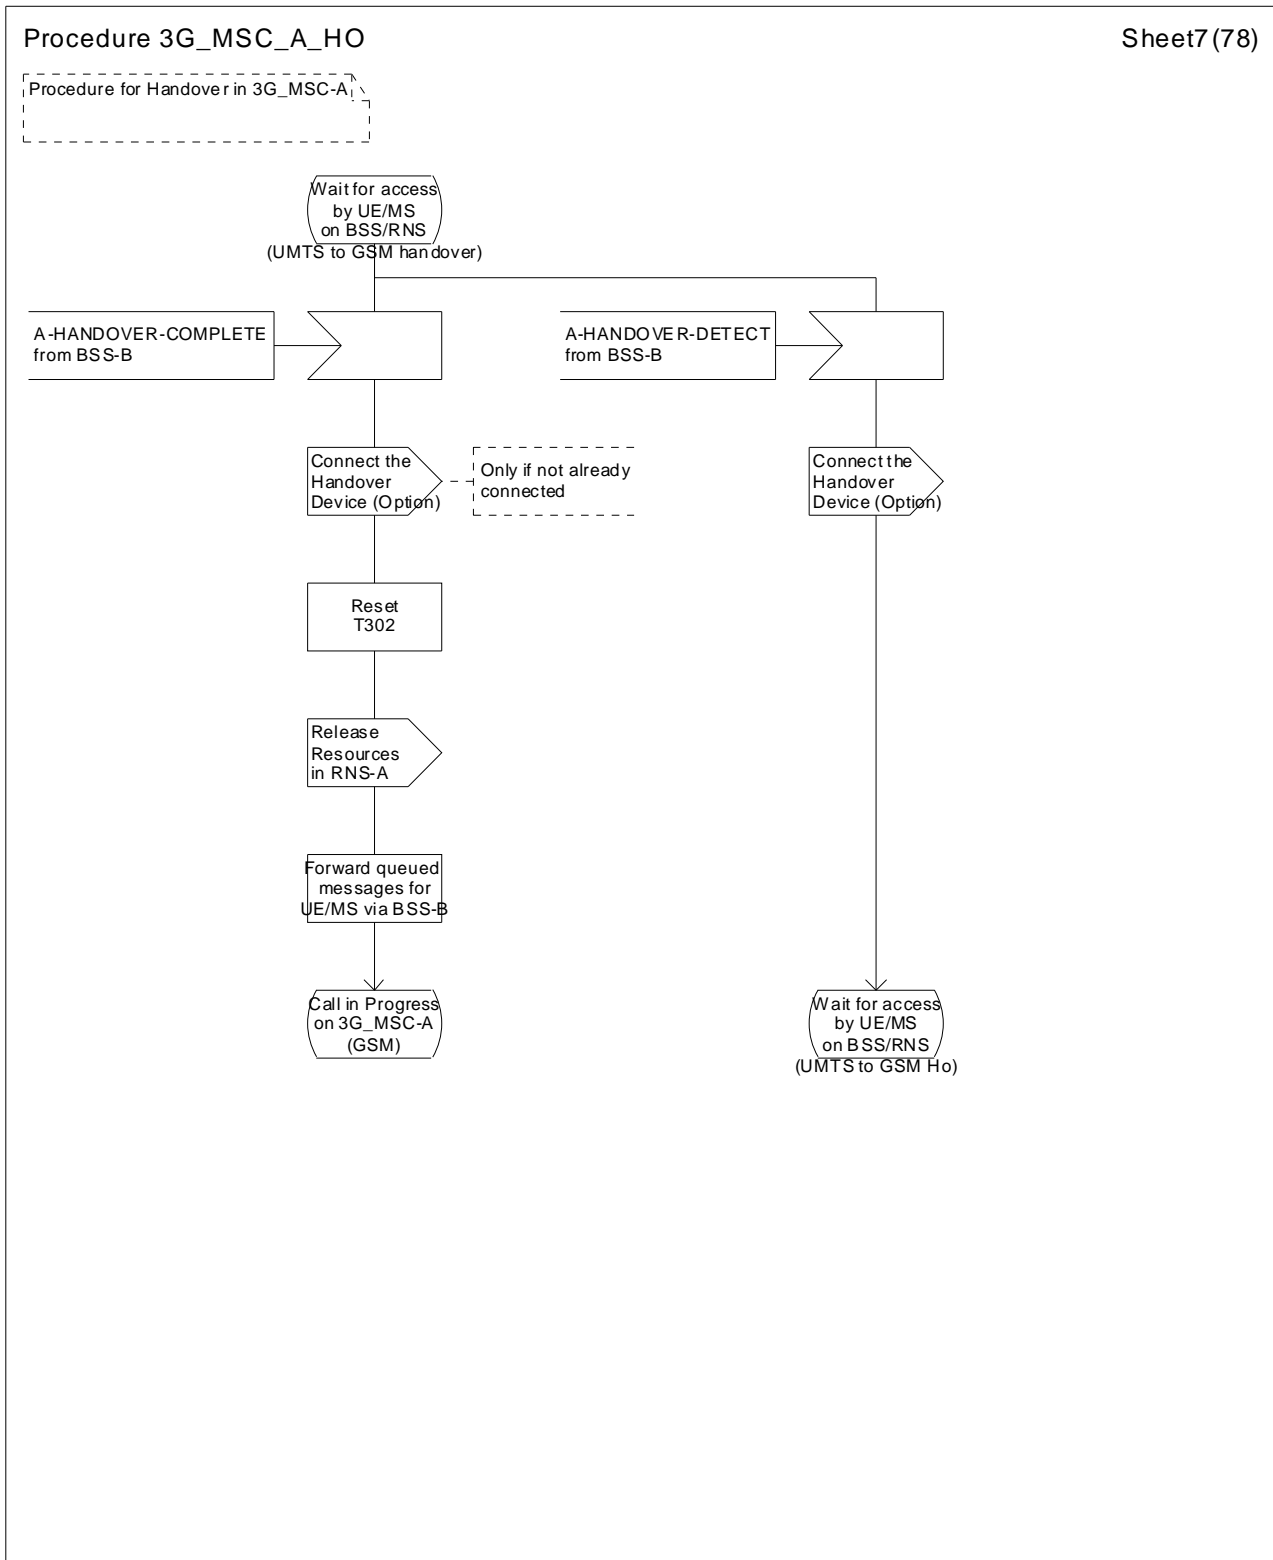 Procedure 3G_MSC_A_HO
Sheet7(78)
Procedure for Handover in 3G_MSC-A
Wait for access
by UE/MS
on BSS/RNS
(UMTS to GSM handover)
A-HANDOVER-COMPLETE
from BSS-B
A-HANDOVER-DETECT
from BSS-B
Connect the
Handover
Device (Option)
Only if not already
connected
Connect the
Handover
Device (Option)
Reset
T302
Release
Resources
in RNS-A
Forward queued
messages for
UE/MS via BSS-B
Call in Progress
on 3G_MSC-A
(GSM)
Wait for access
by UE/MS
on BSS/RNS
(UMTS to GSM Ho)